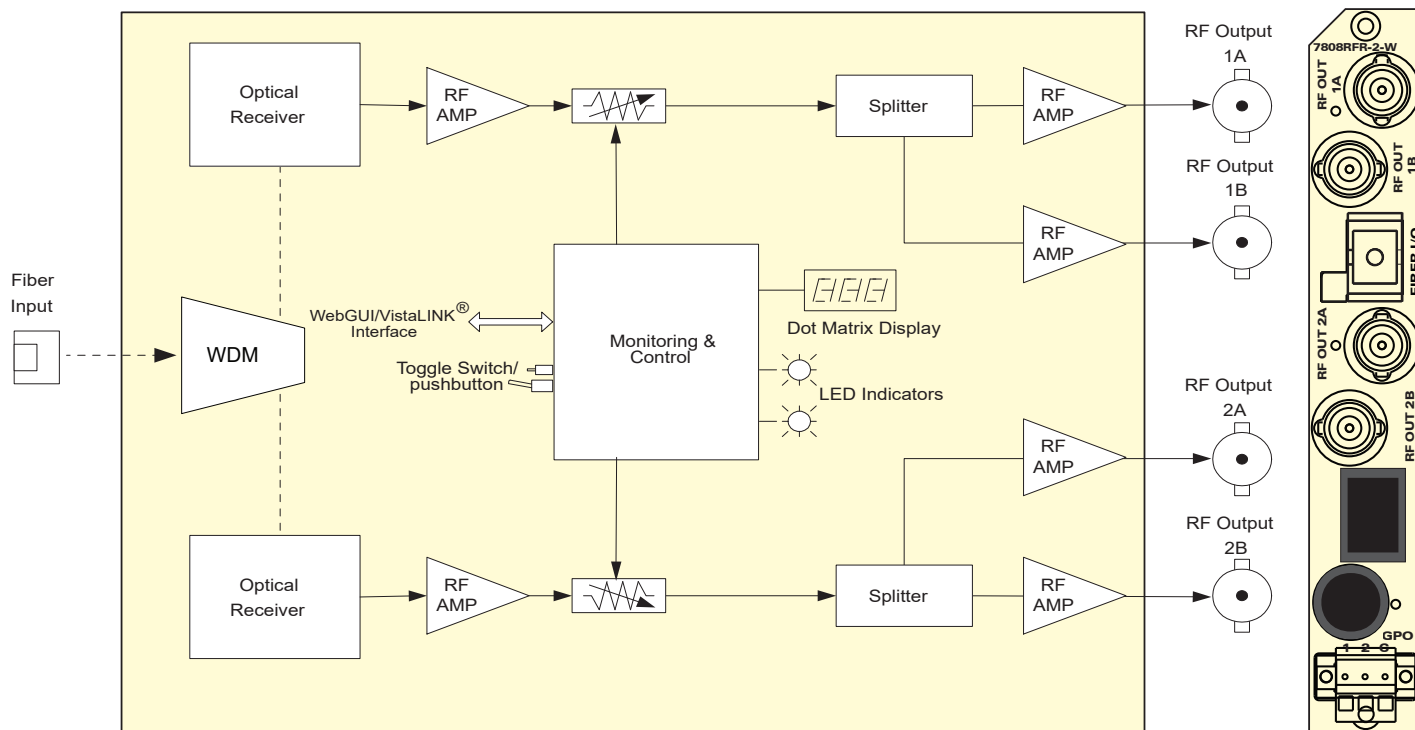 RF Output
1A
7808RFR-2-W
RF OUT
1A
Optical
Receiver
RF
AMP
Splitter
RF
AMP
RF OUT
1B
RF Output
1B
RF
AMP
FIBER I/O
Fiber
Input
WDM
WebGUI/VistaLINK®
Interface
Toggle Switch/
pushbutton
Monitoring &
Control
Dot Matrix Display
LED Indicators
RF OUT 2A
RF Output
2A
RF
AMP
RF OUT 2B
RF Output
2B
Optical
Receiver
RF
AMP
Splitter
RF
AMP
GPO
1 2 C